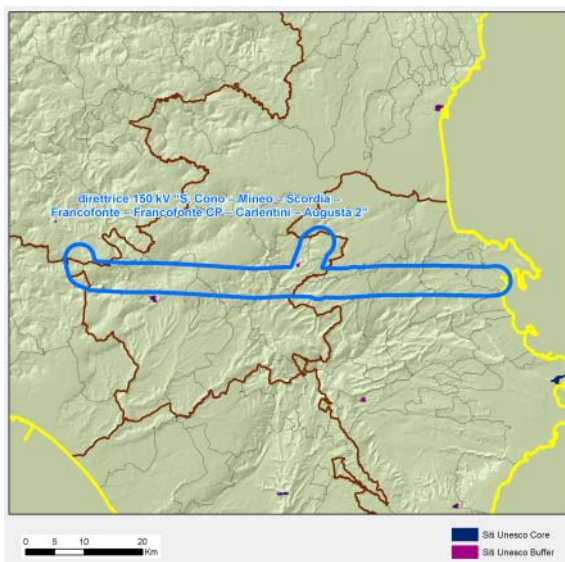 direttrice 150 kV "S. Cono – Mineo – Scordia –
Francofonte – Francofonte CP – Carlentini – Augusta 2"
0 5 10 20
Km
Siti Unesco Core
Siti Unesco Buffer